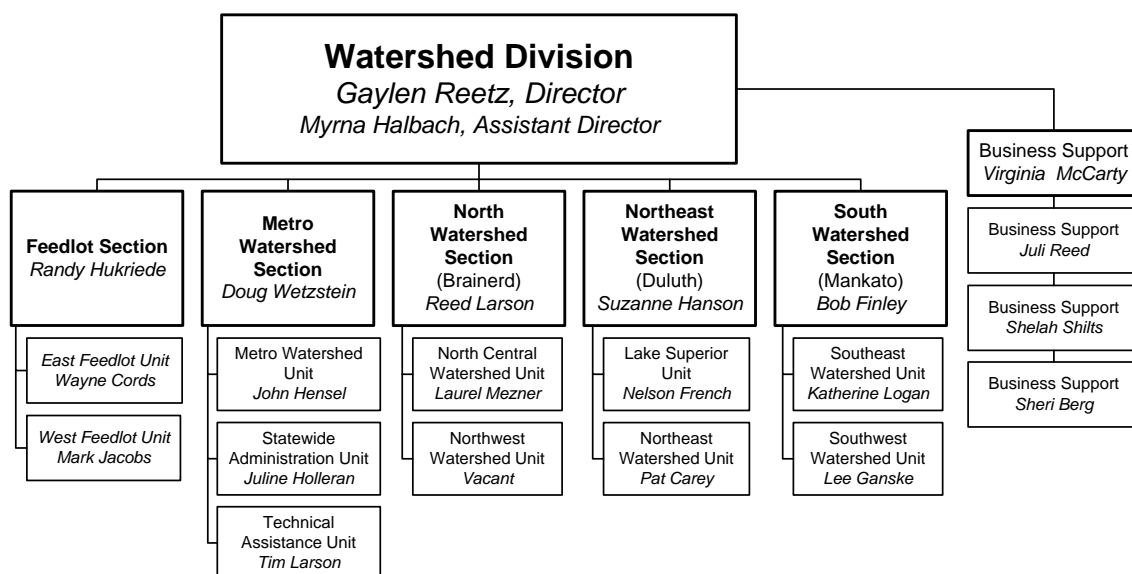 Watershed Division
Gaylen Reetz, Director
Myrna Halbach, Assistant Director
Business Support
Virginia McCarty
Business Support
Juli Reed
Business Support
Shelah Shilts
Business Support
Sheri Berg
Feedlot Section
Randy Hukriede
East Feedlot Unit
Wayne Cords
West Feedlot Unit
Mark Jacobs
Metro
Watershed
Section
Doug Wetzstein
Metro Watershed
Unit
John Hensel
Statewide
Administration Unit
Juline Holleran
Technical
Assistance Unit
Tim Larson
North
Watershed
Section
(Brainerd)
Reed Larson
North Central
Watershed Unit
Laurel Mezner
Northwest
Watershed Unit
Vacant
Northeast
Watershed
Section
(Duluth)
Suzanne Hanson
Lake Superior
Unit
Nelson French
Northeast
Watershed Unit
Pat Carey
South
Watershed
Section
(Mankato)
Bob Finley
Southeast
Watershed Unit
Katherine Logan
Southwest
Watershed Unit
Lee Ganske